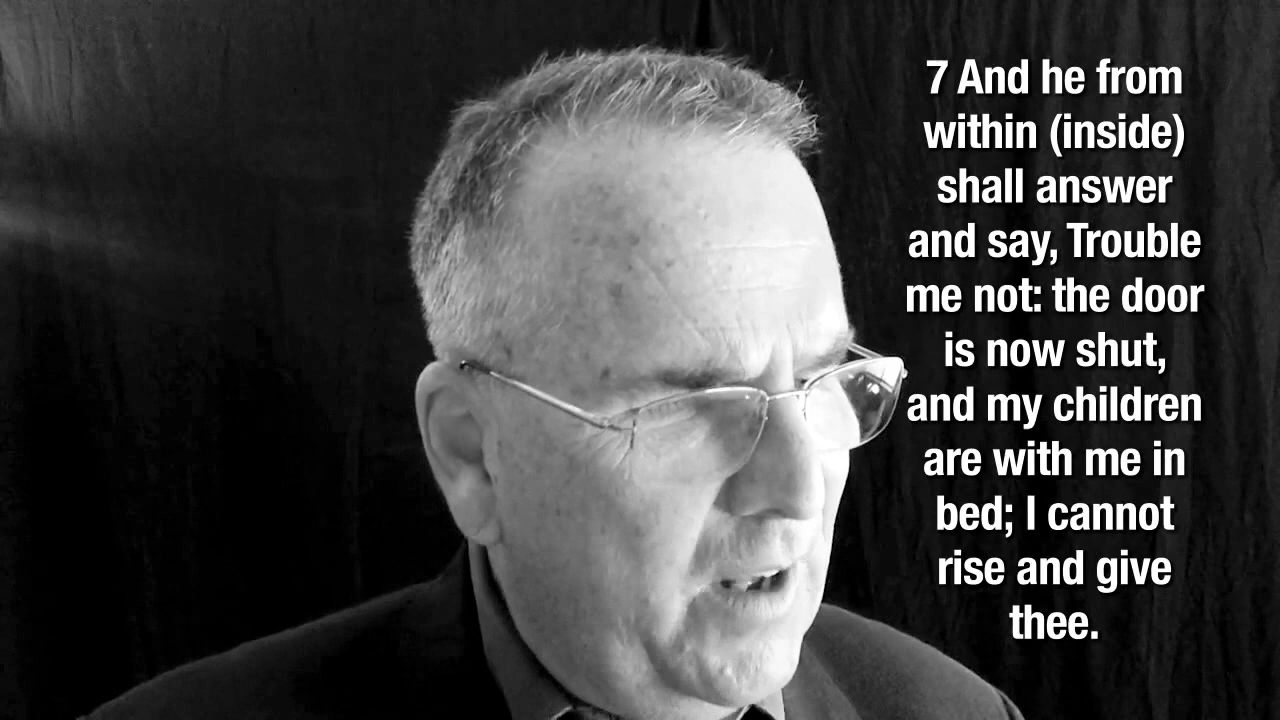 7 And he from
within (inside)
shall answer
and say, Trouble
me not: the door
is now shut,
and my children
are with me in
bed; I cannot
rise and give
thee.